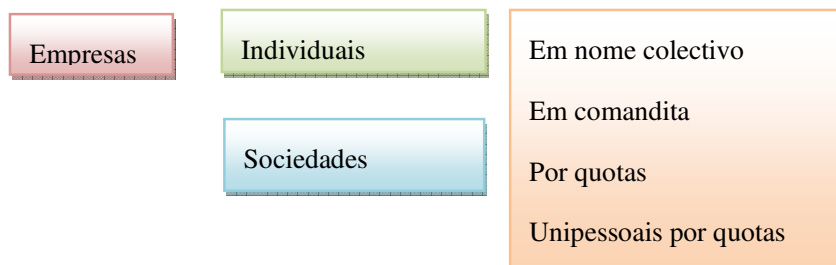 Empresas
Individuais
Sociedades
Em nome colectivo
Em comandita
Por quotas
Unipessoais por quotas